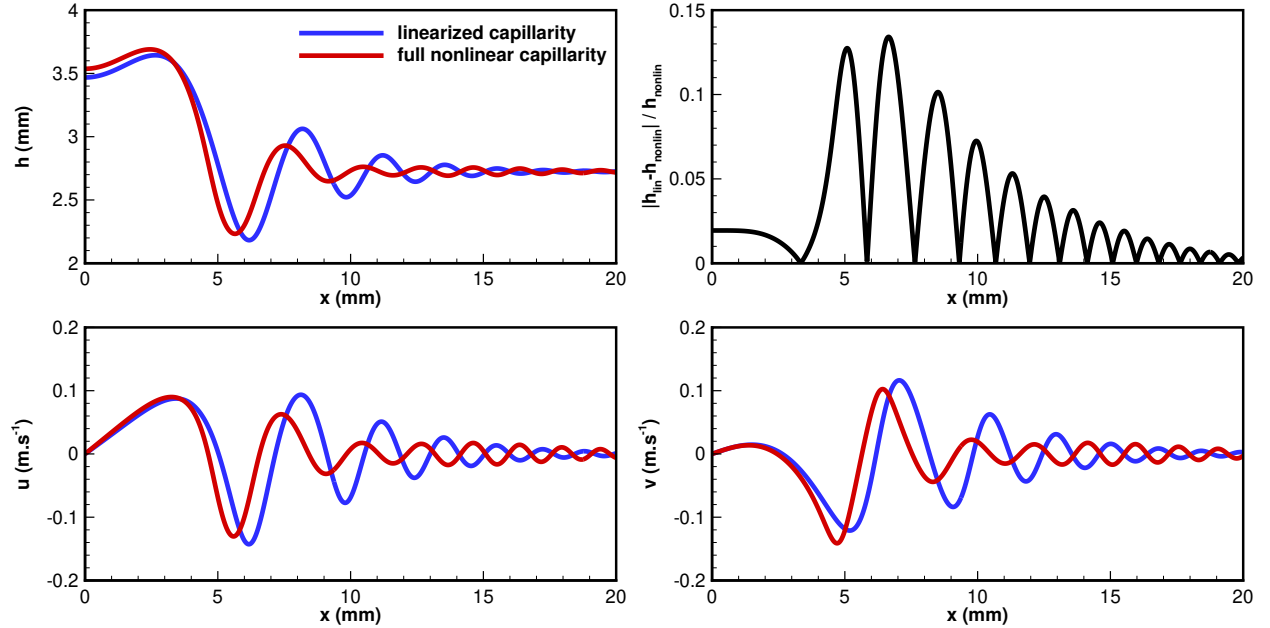 linearized capillarity
full nonlinear capillarity
h (mm)
4
3.5
3
2.5
2
0 5 10 15 20
x (mm)
|h_lin-h_nonlin| / h_nonlin
0.15
0.1
0.05
0
0 5 10 15 20
x (mm)
u (m.s⁻¹)
0.2
0.1
0
-0.1
-0.2
0 5 10 15 20
x (mm)
v (m.s⁻¹)
0.2
0.1
0
-0.1
-0.2
0 5 10 15 20
x (mm)